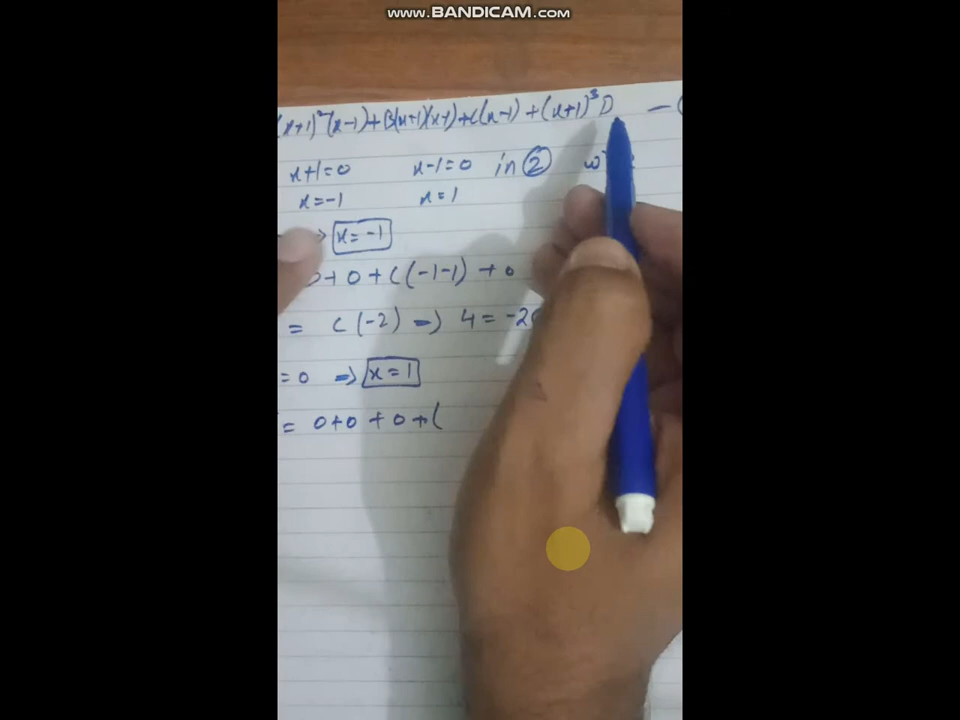 www.BANDICAM.com
(x+1)²(x-1)+B(x+1)(x-1)+C(x-1)+(x+1)³D — (
x+1=0 x-1=0 in ②
x=-1 x=1
⇒ x=-1
0+0+C(-1-1)+0
= C(-2) ⇒ 4=-2C
=0 ⇒ x=1
= 0+0+0+(